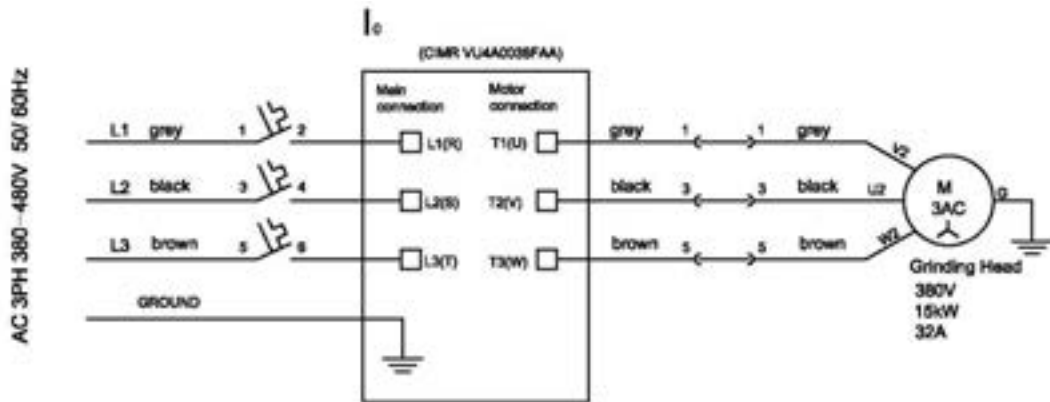 AC 3PH 380--480V 50/ 60Hz
(CIMR VU4A0038FAA)
Main connection
Motor connection
L1 grey 1 2 L1(R) T1(U) grey 1 1 grey V2
L2 black 3 4 L2(S) T2(V) black 3 3 black U2
L3 brown 5 6 L3(T) T3(W) brown 5 5 brown W2
M
3AC
G
GROUND
Grinding Head
380V
15kW
32A